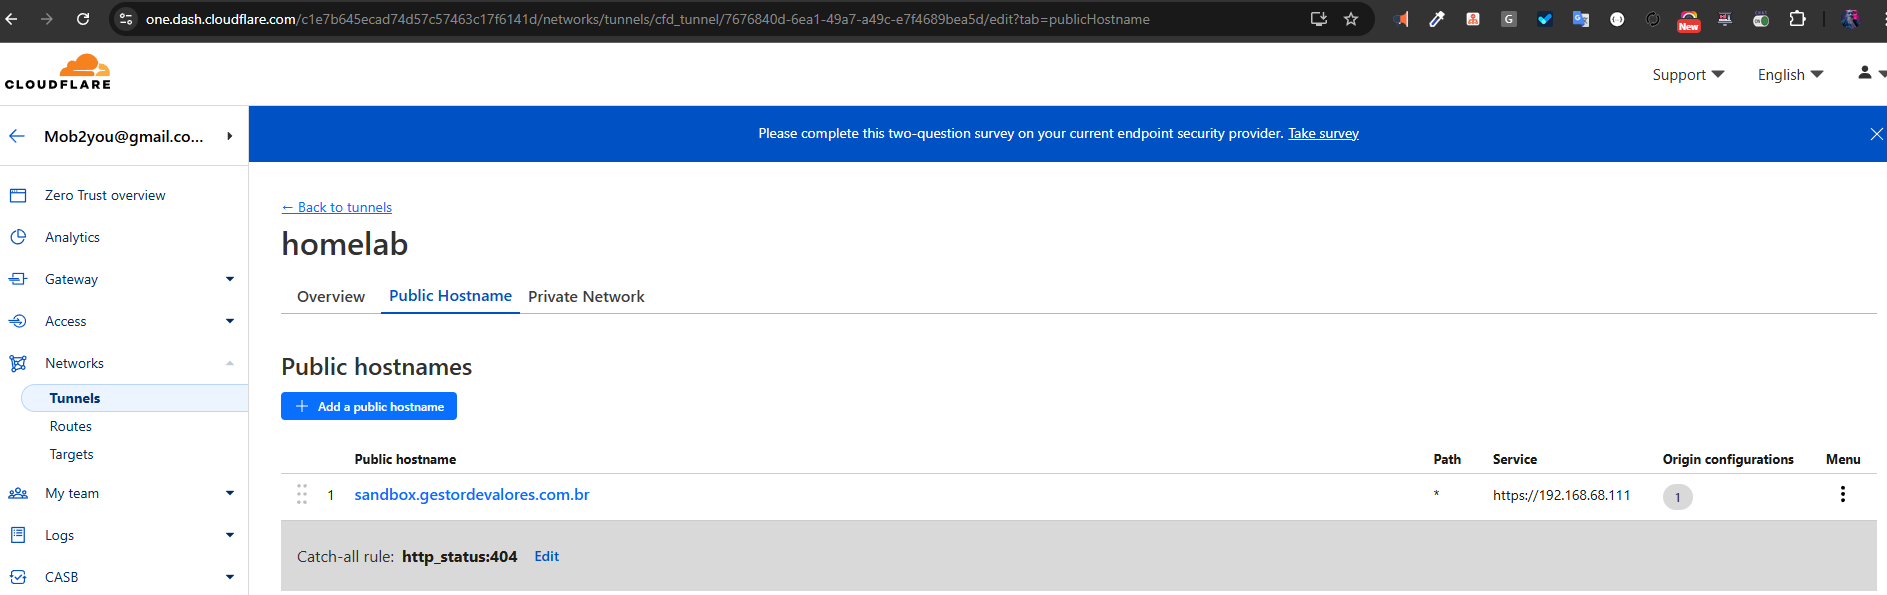 one.dash.cloudflare.com/c1e7b645ecad74d57c57463c17f6141d/networks/tunnels/cfd_tunnel/7676840d-6ea1-49a7-a49c-e7f4689bea5d/edit?tab=publicHostname
G
New
CLOUDFLARE
Support
English
Mob2you@gmail.co...
Please complete this two-question survey on your current endpoint security provider. Take survey
Zero Trust overview
Analytics
Gateway
Access
Networks
Tunnels
Routes
Targets
My team
Logs
CASB
← Back to tunnels
homelab
Overview Public Hostname Private Network
Public hostnames
+ Add a public hostname
Public hostname Path Service Origin configurations Menu
1 sandbox.gestordevalores.com.br * https://192.168.68.111 1
Catch-all rule: http_status:404 Edit